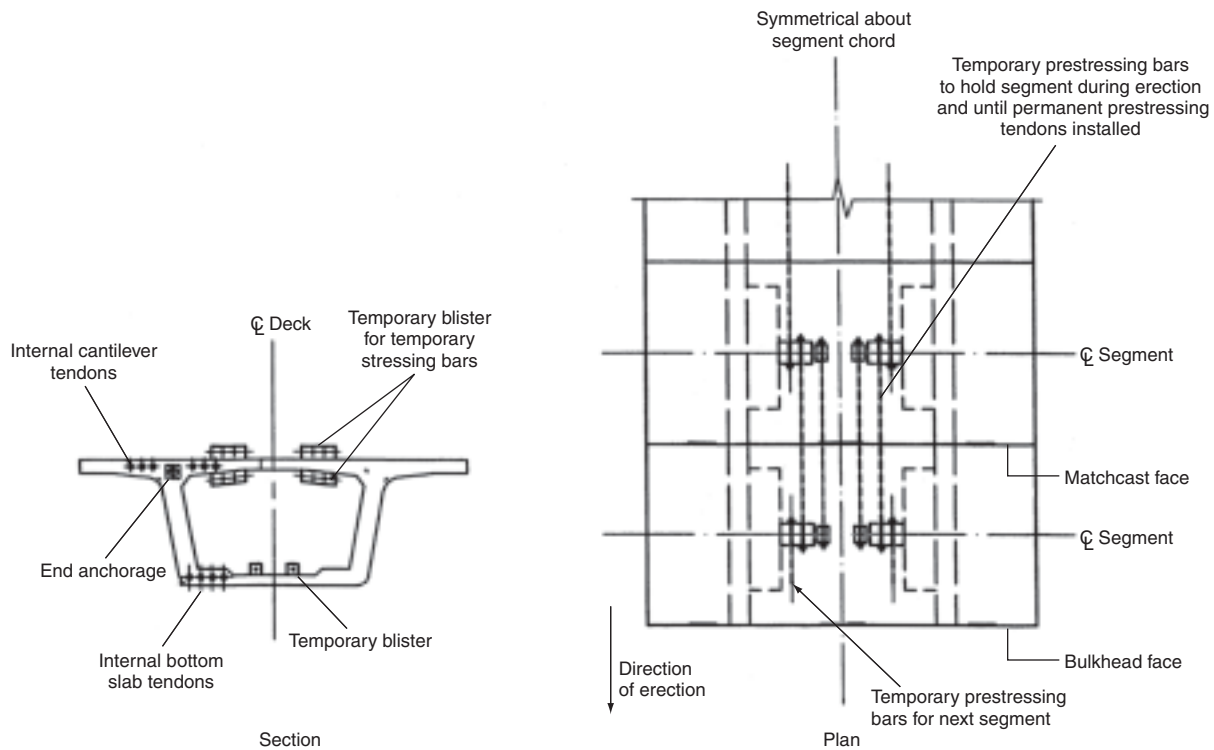 Symmetrical about
segment chord
Temporary prestressing bars
to hold segment during erection
and until permanent prestressing
tendons installed
℄ Deck
Temporary blister
for temporary
stressing bars
Internal cantilever
tendons
℄ Segment
Matchcast face
℄ Segment
End anchorage
Temporary blister
Internal bottom
slab tendons
Direction
of erection
Bulkhead face
Temporary prestressing
bars for next segment
Section
Plan